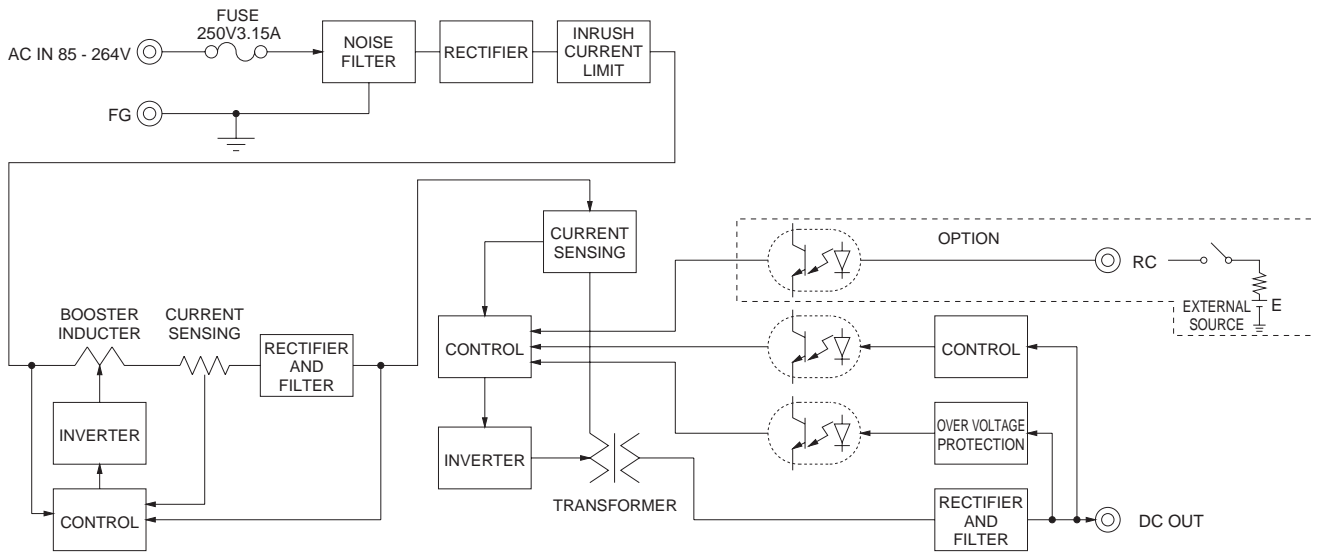 FUSE
250V3.15A
AC IN 85 - 264V
NOISE
FILTER
RECTIFIER
INRUSH
CURRENT
LIMIT
FG
CURRENT
SENSING
OPTION
RC
EXTERNAL
SOURCE
E
BOOSTER
INDUCTER
CURRENT
SENSING
RECTIFIER
AND
FILTER
CONTROL
CONTROL
INVERTER
INVERTER
OVER VOLTAGE
PROTECTION
TRANSFORMER
CONTROL
RECTIFIER
AND
FILTER
DC OUT